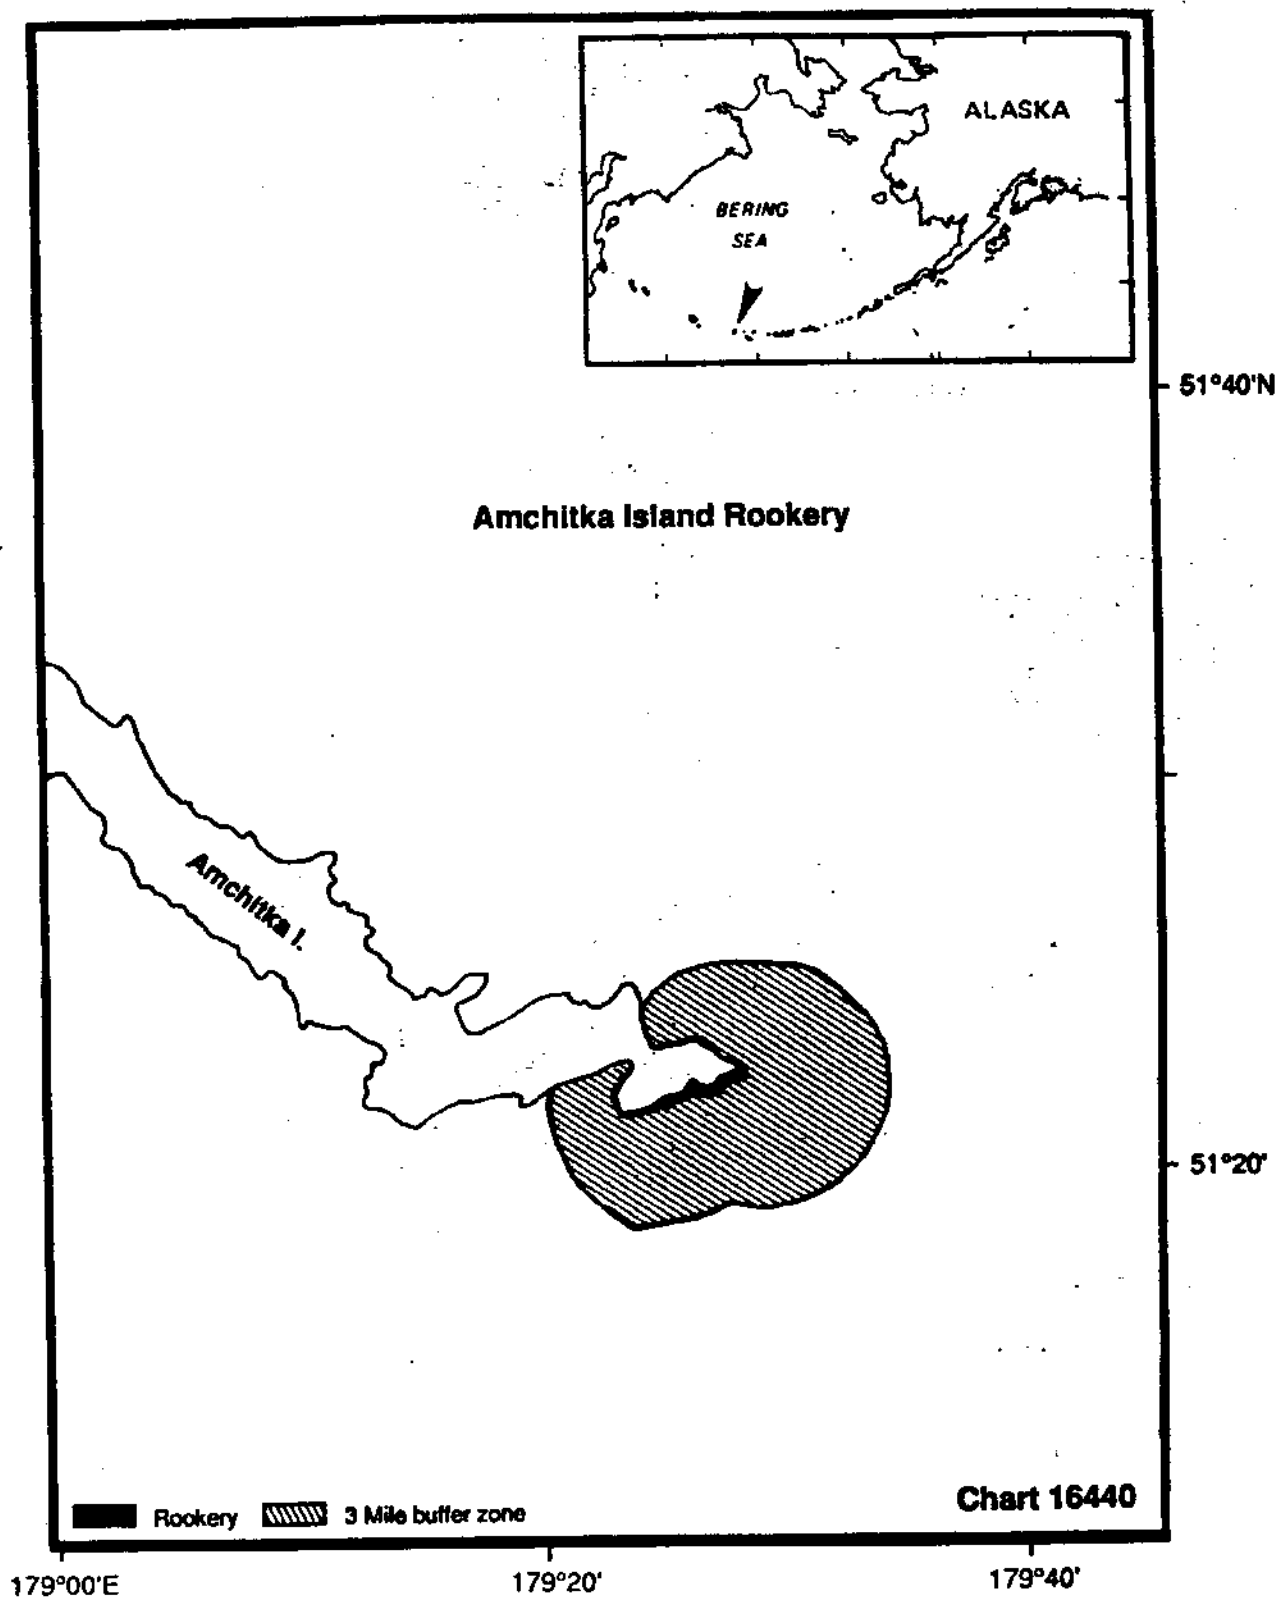 ALASKA
BERING
SEA
51°40'N
Amchitka Island Rookery
Amchitka I.
51°20'
Chart 16440
Rookery
3 Mile buffer zone
179°00'E
179°20'
179°40'